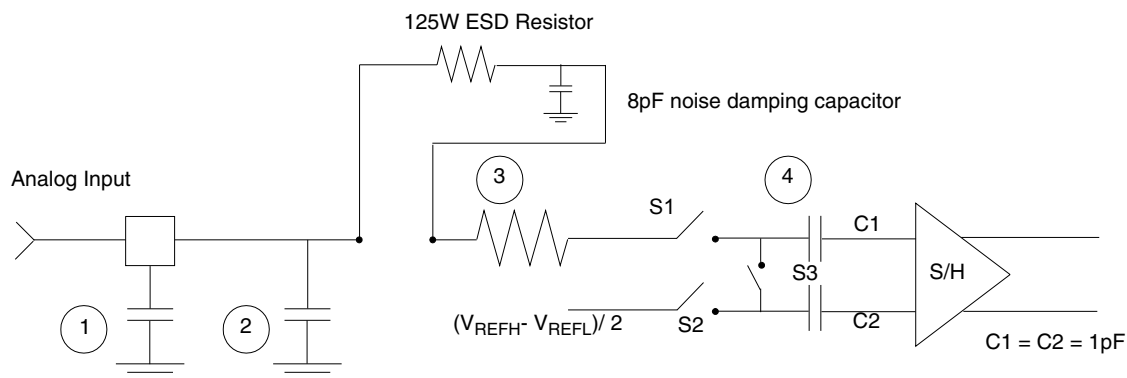 125W ESD Resistor
8pF noise damping capacitor
Analog Input
3
4
S1
C1
S3
S/H
1
2
(VREFH- VREFL)/ 2
S2
C2
C1 = C2 = 1pF